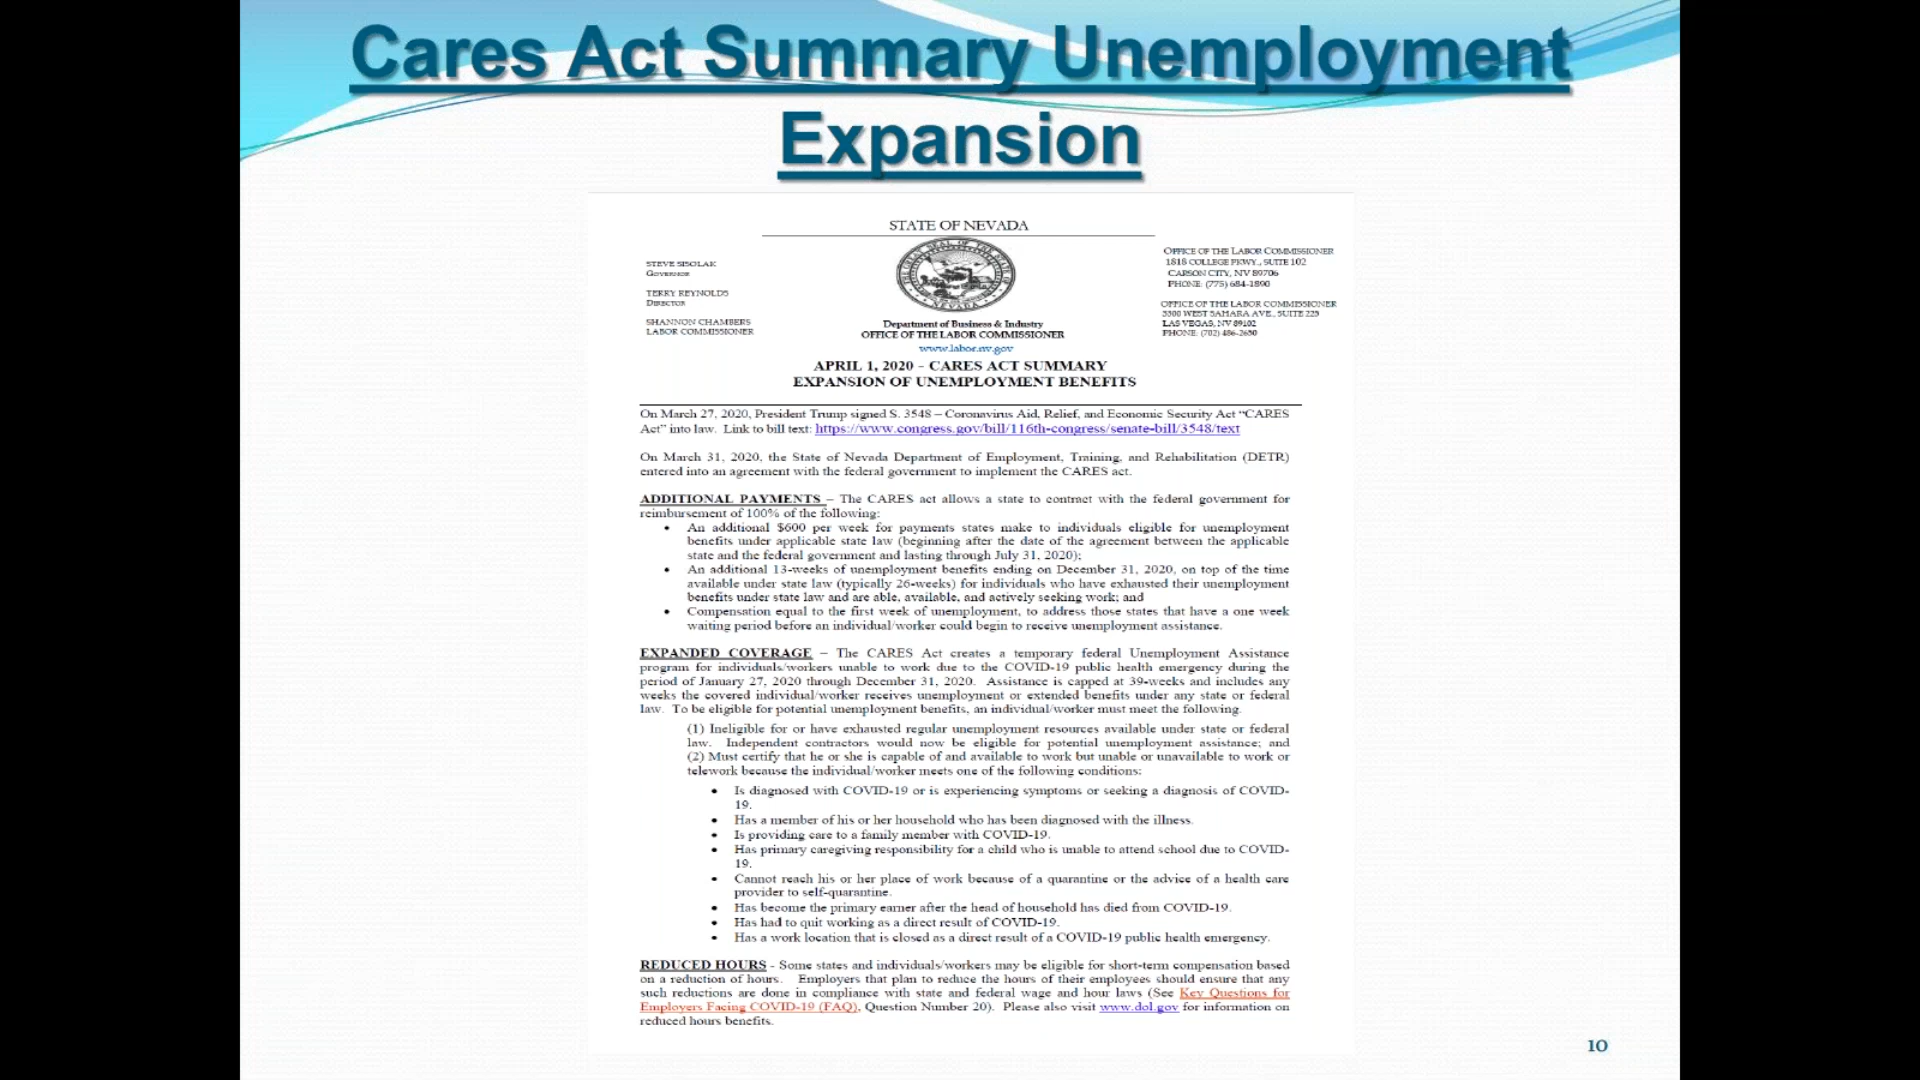 Cares Act Summary Unemployment
Expansion
STATE OF NEVADA
STEVE SISOLAK
GOVERNOR
TERRY REYNOLDS
DIRECTOR
SHANNON CHAMBERS
LABOR COMMISSIONER
OFFICE OF THE LABOR COMMISSIONER
1818 COLLEGE PKWY., SUITE 102
CARSON CITY, NV 89706
PHONE: (775) 684-1890
OFFICE OF THE LABOR COMMISSIONER
3300 WEST SAHARA AVE., SUITE 225
LAS VEGAS, NV 89102
PHONE: (702) 486-2650
Department of Business & Industry
OFFICE OF THE LABOR COMMISSIONER
www.labor.nv.gov
APRIL 1, 2020 – CARES ACT SUMMARY
EXPANSION OF UNEMPLOYMENT BENEFITS
On March 27, 2020, President Trump signed S. 3548 – Coronavirus Aid, Relief, and Economic Security Act “CARES
Act” into law. Link to bill text: https://www.congress.gov/bill/116th-congress/senate-bill/3548/text
On March 31, 2020, the State of Nevada Department of Employment, Training, and Rehabilitation (DETR)
entered into an agreement with the federal government to implement the CARES act.
ADDITIONAL PAYMENTS – The CARES act allows a state to contract with the federal government for
reimbursement of 100% of the following:
• An additional $600 per week for payments states make to individuals eligible for unemployment
benefits under applicable state law (beginning after the date of the agreement between the applicable
state and the federal government and lasting through July 31, 2020);
• An additional 13-weeks of unemployment benefits ending on December 31, 2020, on top of the time
available under state law (typically 26-weeks) for individuals who have exhausted their unemployment
benefits under state law and are able, available, and actively seeking work; and
• Compensation equal to the first week of unemployment, to address those states that have a one week
waiting period before an individual/worker could begin to receive unemployment assistance.
EXPANDED COVERAGE – The CARES Act creates a temporary federal Unemployment Assistance
program for individuals/workers unable to work due to the COVID-19 public health emergency during the
period of January 27, 2020 through December 31, 2020. Assistance is capped at 39-weeks and includes any
weeks the covered individual/worker receives unemployment or extended benefits under any state or federal
law. To be eligible for potential unemployment benefits, an individual/worker must meet the following.
(1) Ineligible for or have exhausted regular unemployment resources available under state or federal
law. Independent contractors would now be eligible for potential unemployment assistance; and
(2) Must certify that he or she is capable of and available to work but unable or unavailable to work or
telework because the individual/worker meets one of the following conditions:
• Is diagnosed with COVID-19 or is experiencing symptoms or seeking a diagnosis of COVID-
19.
• Has a member of his or her household who has been diagnosed with the illness.
• Is providing care to a family member with COVID-19.
• Has primary caregiving responsibility for a child who is unable to attend school due to COVID-
19.
• Cannot reach his or her place of work because of a quarantine or the advice of a health care
provider to self-quarantine.
• Has become the primary earner after the head of household has died from COVID-19.
• Has had to quit working as a direct result of COVID-19.
• Has a work location that is closed as a direct result of a COVID-19 public health emergency.
REDUCED HOURS - Some states and individuals/workers may be eligible for short-term compensation based
on a reduction of hours. Employers that plan to reduce the hours of their employees should ensure that any
such reductions are done in compliance with state and federal wage and hour laws (See Key Questions for
Employers Facing COVID-19 (FAQ), Question Number 20). Please also visit www.dol.gov for information on
reduced hours benefits.
10